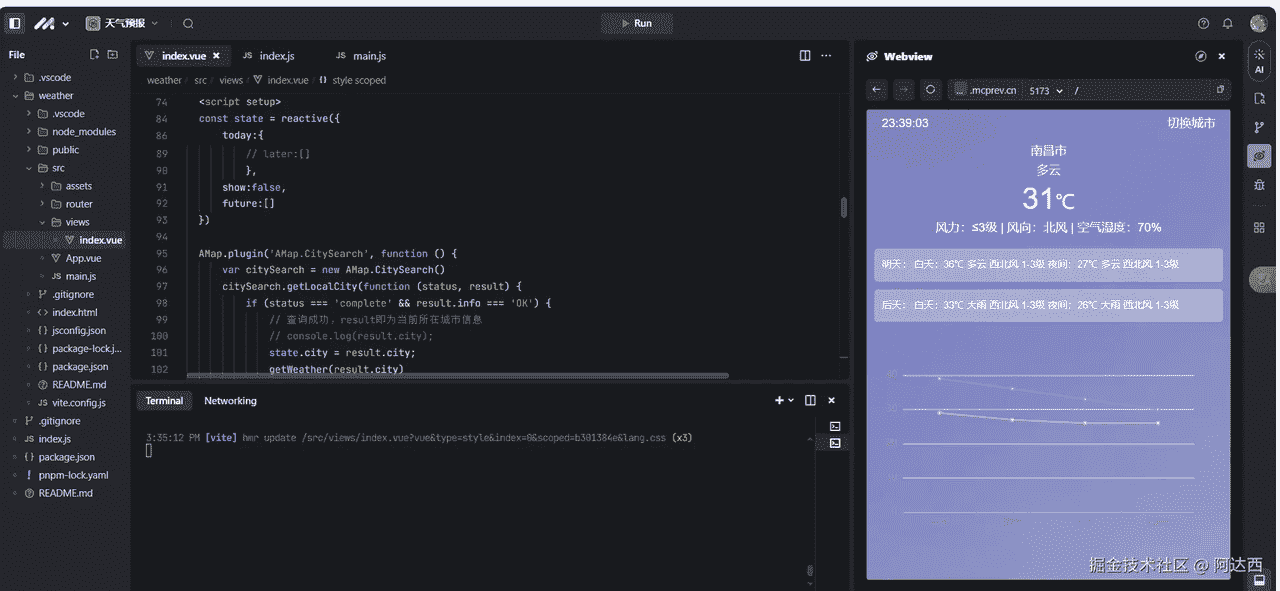 天气预报
Run
File
.vscode
weather
.vscode
node_modules
public
src
assets
router
views
index.vue
App.vue
main.js
.gitignore
index.html
jsconfig.json
package-lock.j...
package.json
README.md
vite.config.js
.gitignore
index.js
package.json
pnpm-lock.yaml
README.md
index.vue
JS index.js
JS main.js
weather src views index.vue {} style scoped
74 <script setup>
84 const state = reactive({
86 today:{
89 // later:[]
90 },
91 show:false,
92 future:[]
93 })
94
95 AMap.plugin('AMap.CitySearch', function () {
96 var citySearch = new AMap.CitySearch()
97 citySearch.getLocalCity(function (status, result) {
98 if (status === 'complete' && result.info === 'OK') {
99 // 查询成功，result即为当前所在城市信息
100 // console.log(result.city);
101 state.city = result.city;
102 getWeather(result.city)
Terminal Networking
3:35:12 PM [vite] hmr update /src/views/index.vue?vue&type=style&index=0&scoped=b301384e&lang.css (x3)
Webview
.mcprev.cn 5173 /
23:39:03 切换城市
南昌市
多云
31℃
风力：≤3级 | 风向：北风 | 空气湿度：70%
明天： 白天：36℃ 多云 西北风 1-3级 夜间：27℃ 多云 西北风 1-3级
后天： 白天：33℃ 大雨 西北风 1-3级 夜间：26℃ 大雨 西北风 1-3级
AI
掘金技术社区 @ 阿达西